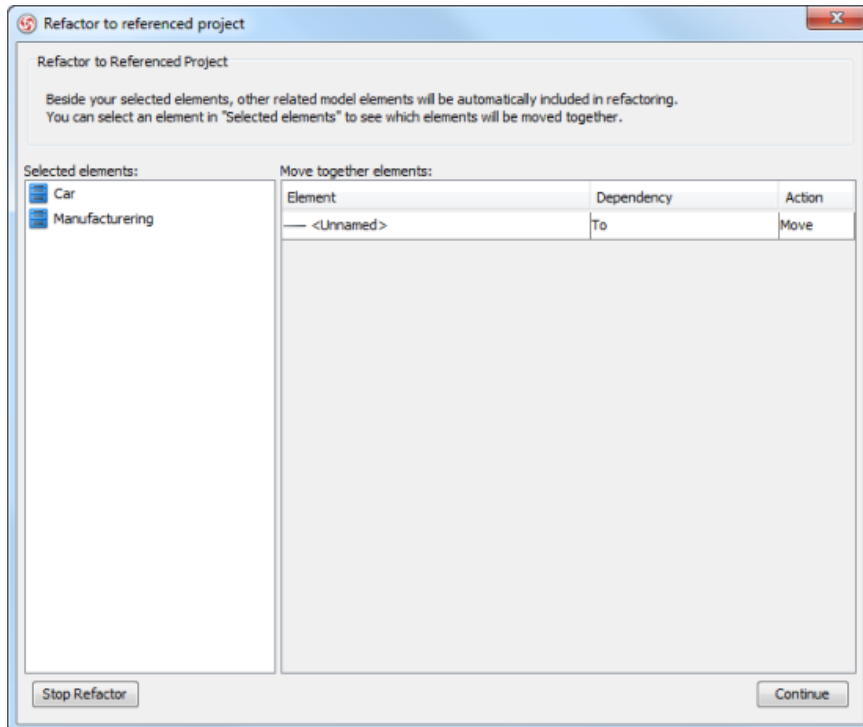 Refactor to referenced project
Refactor to Referenced Project
Beside your selected elements, other related model elements will be automatically included in refactoring.
You can select an element in "Selected elements" to see which elements will be moved together.
Selected elements:
Move together elements:
Car
Manufacturering
Element Dependency Action
<Unnamed> To Move
Stop Refactor
Continue